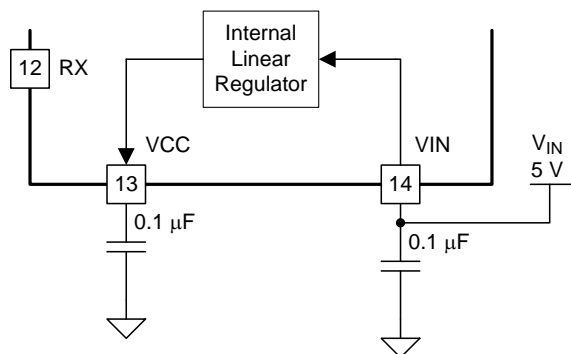 Internal
Linear
Regulator
12 RX
VCC
VIN
VIN
5 V
13
14
0.1 μF
0.1 μF